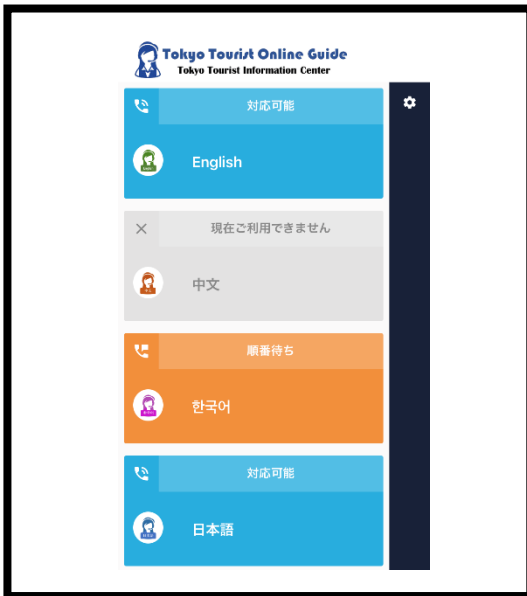 Tokyo Tourist Online Guide
Tokyo Tourist Information Center
対応可能
English
現在ご利用できません
中文
順番待ち
한국어
対応可能
日本語